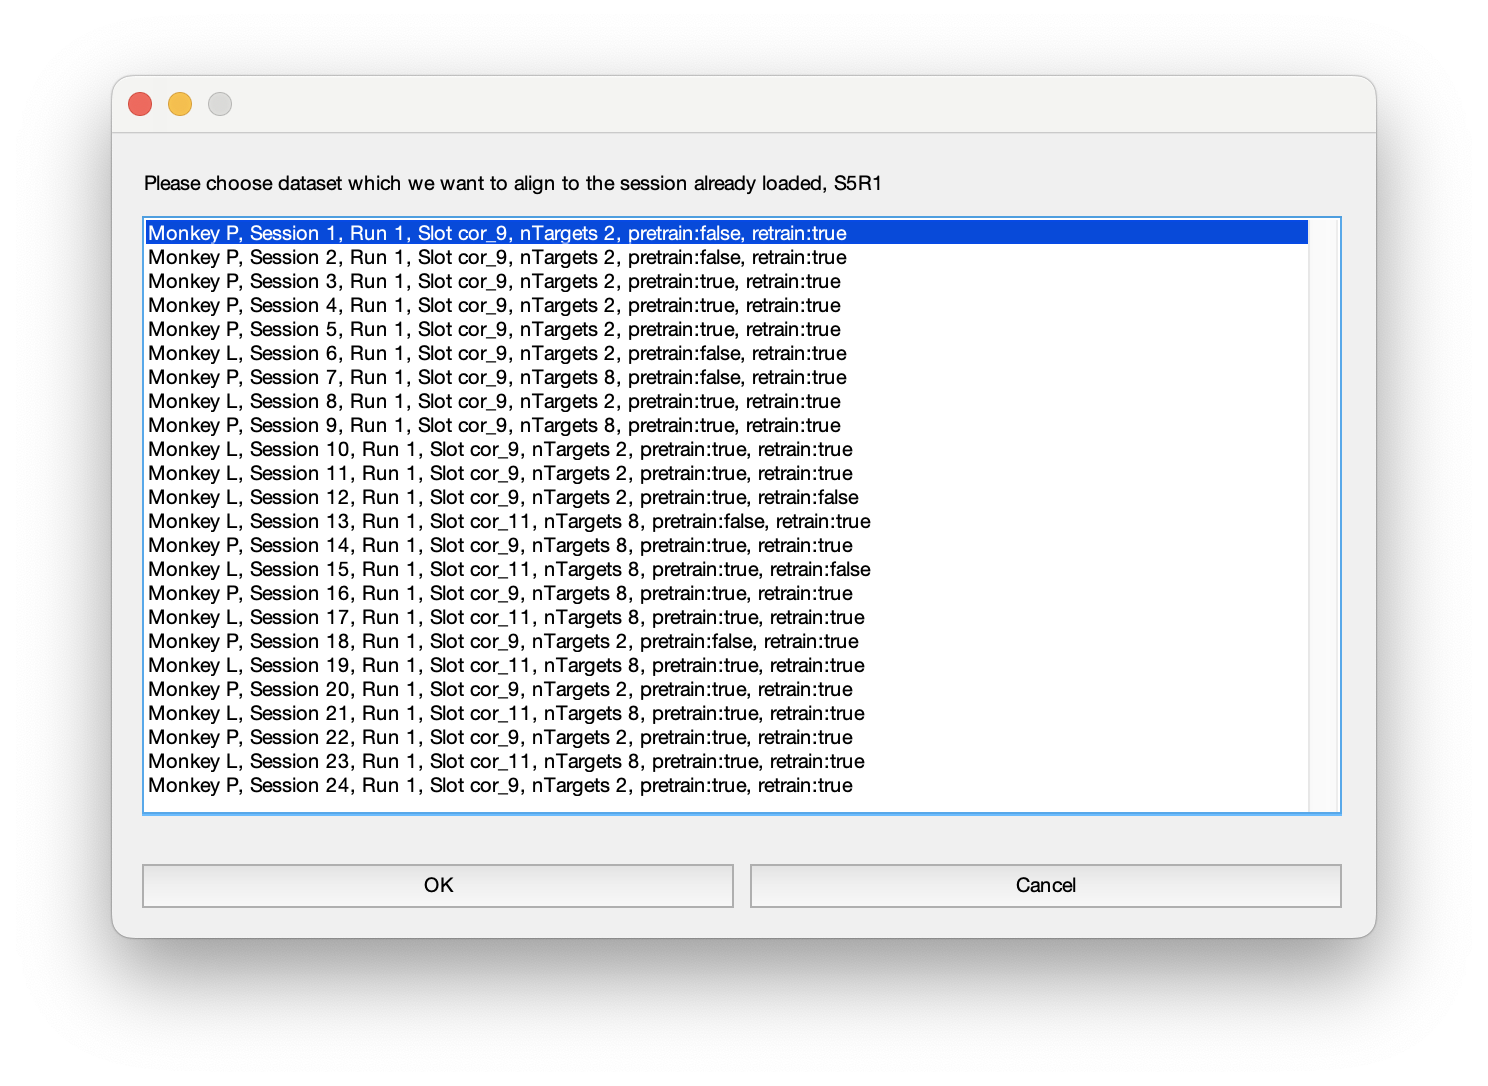 Please choose dataset which we want to align to the session already loaded, S5R1
Monkey P, Session 1, Run 1, Slot cor_9, nTargets 2, pretrain:false, retrain:true
Monkey P, Session 2, Run 1, Slot cor_9, nTargets 2, pretrain:false, retrain:true
Monkey P, Session 3, Run 1, Slot cor_9, nTargets 2, pretrain:true, retrain:true
Monkey P, Session 4, Run 1, Slot cor_9, nTargets 2, pretrain:true, retrain:true
Monkey P, Session 5, Run 1, Slot cor_9, nTargets 2, pretrain:true, retrain:true
Monkey L, Session 6, Run 1, Slot cor_9, nTargets 2, pretrain:false, retrain:true
Monkey P, Session 7, Run 1, Slot cor_9, nTargets 8, pretrain:false, retrain:true
Monkey L, Session 8, Run 1, Slot cor_9, nTargets 2, pretrain:true, retrain:true
Monkey P, Session 9, Run 1, Slot cor_9, nTargets 8, pretrain:true, retrain:true
Monkey L, Session 10, Run 1, Slot cor_9, nTargets 2, pretrain:true, retrain:true
Monkey L, Session 11, Run 1, Slot cor_9, nTargets 2, pretrain:true, retrain:true
Monkey L, Session 12, Run 1, Slot cor_9, nTargets 2, pretrain:true, retrain:false
Monkey L, Session 13, Run 1, Slot cor_11, nTargets 8, pretrain:false, retrain:true
Monkey P, Session 14, Run 1, Slot cor_9, nTargets 8, pretrain:true, retrain:true
Monkey L, Session 15, Run 1, Slot cor_11, nTargets 8, pretrain:true, retrain:false
Monkey P, Session 16, Run 1, Slot cor_9, nTargets 8, pretrain:true, retrain:true
Monkey L, Session 17, Run 1, Slot cor_11, nTargets 8, pretrain:true, retrain:true
Monkey P, Session 18, Run 1, Slot cor_9, nTargets 2, pretrain:false, retrain:true
Monkey L, Session 19, Run 1, Slot cor_11, nTargets 8, pretrain:true, retrain:true
Monkey P, Session 20, Run 1, Slot cor_9, nTargets 2, pretrain:true, retrain:true
Monkey L, Session 21, Run 1, Slot cor_11, nTargets 8, pretrain:true, retrain:true
Monkey P, Session 22, Run 1, Slot cor_9, nTargets 2, pretrain:true, retrain:true
Monkey L, Session 23, Run 1, Slot cor_11, nTargets 8, pretrain:true, retrain:true
Monkey P, Session 24, Run 1, Slot cor_9, nTargets 2, pretrain:true, retrain:true
OK
Cancel